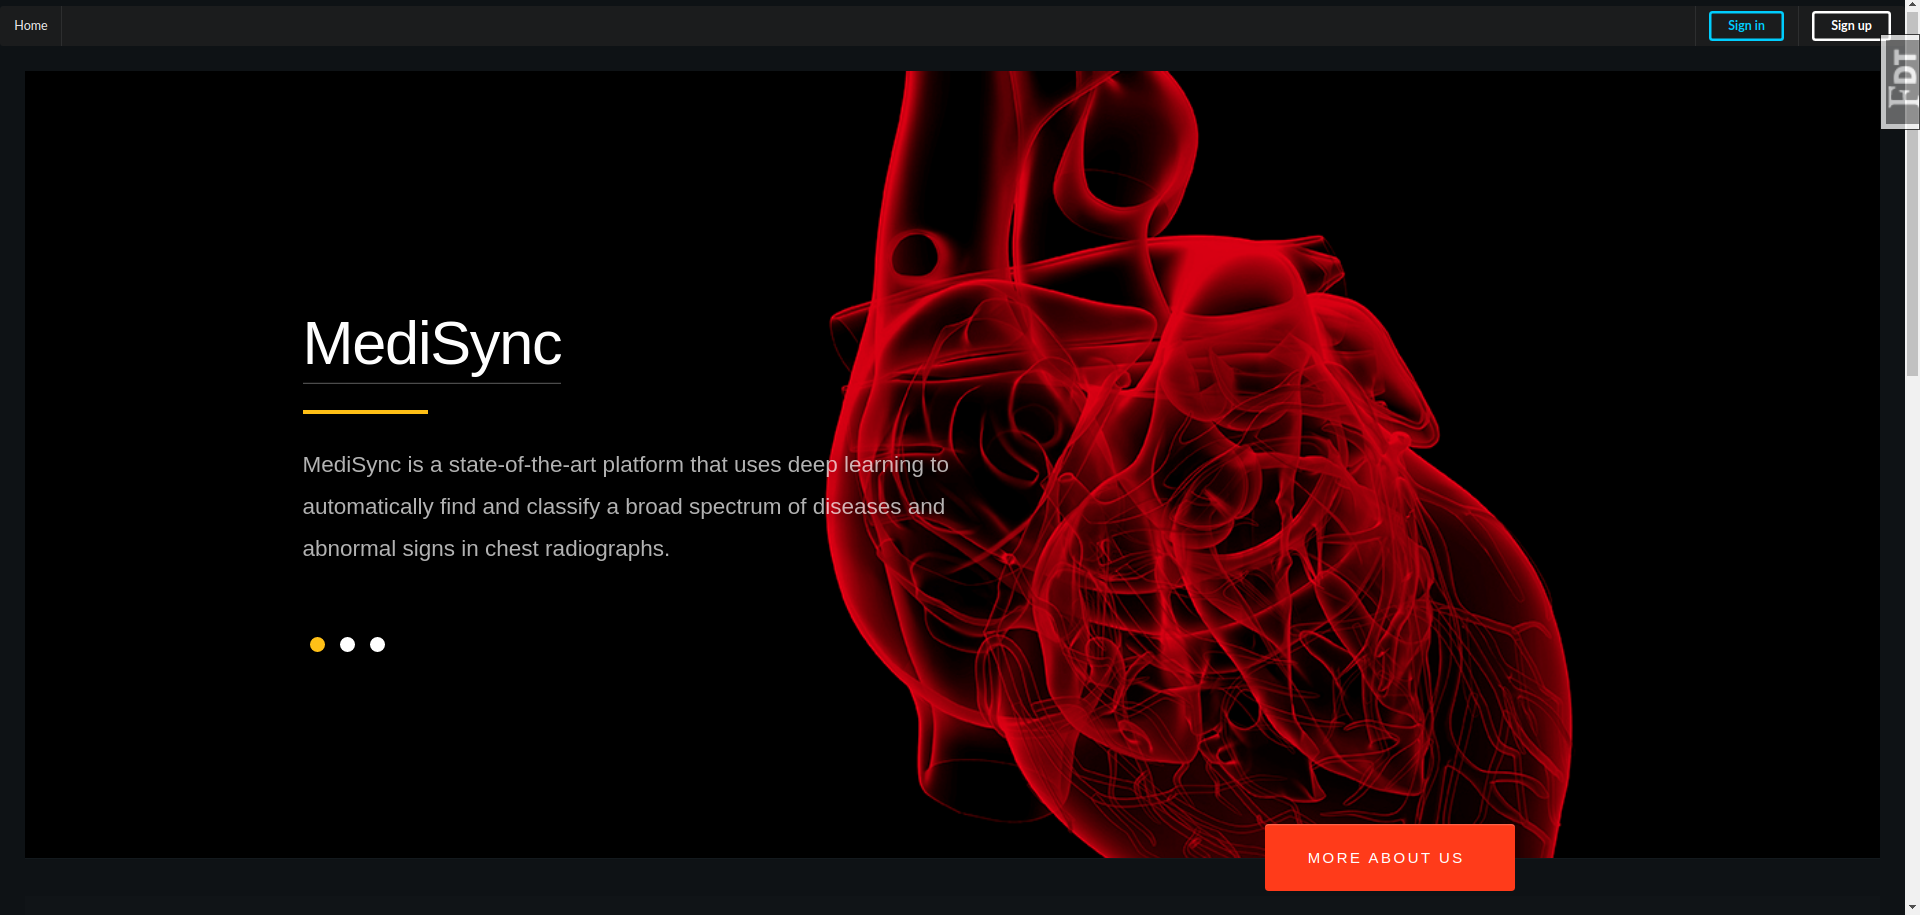 Home
Sign in
Sign up
FDT
MediSync
MediSync is a state-of-the-art platform that uses deep learning to
automatically find and classify a broad spectrum of diseases and
abnormal signs in chest radiographs.
MORE ABOUT US